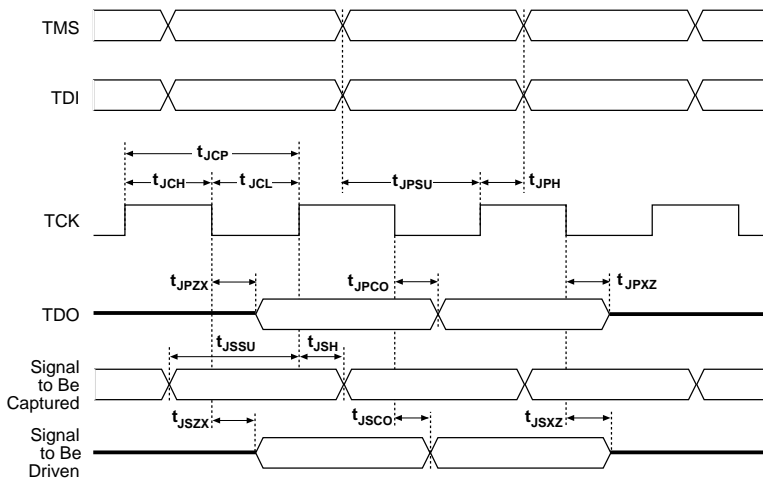 TMS
TDI
tJCP
tJCH
tJCL
tJPSU
tJPH
TCK
tJPZX
tJPCO
tJPXZ
TDO
tJSSU
tJSH
Signal
to Be
Captured
tJSZX
tJSCO
tJSXZ
Signal
to Be
Driven